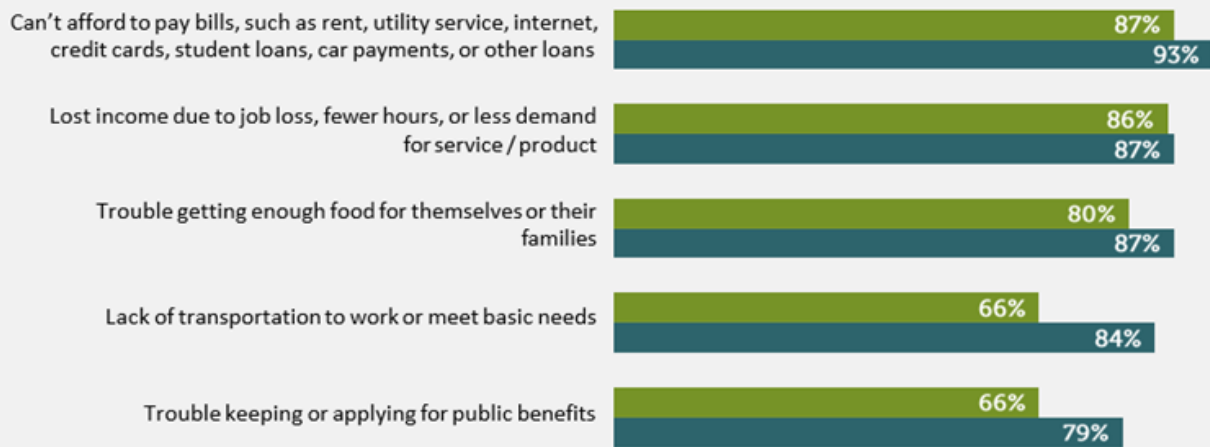 Can't afford to pay bills, such as rent, utility service, internet,
credit cards, student loans, car payments, or other loans
87%
93%
Lost income due to job loss, fewer hours, or less demand
for service / product
86%
87%
Trouble getting enough food for themselves or their
families
80%
87%
Lack of transportation to work or meet basic needs
66%
84%
Trouble keeping or applying for public benefits
66%
79%